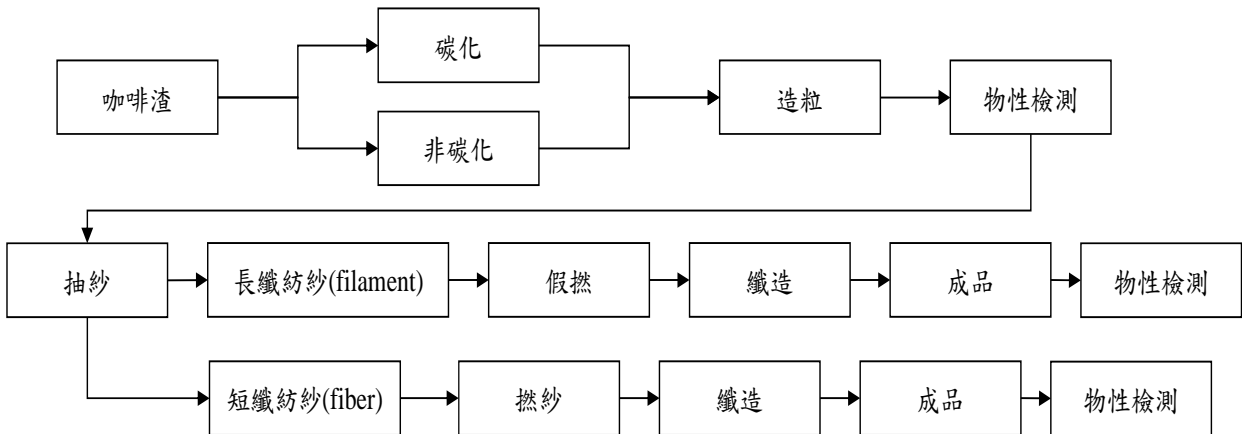 碳化
咖啡渣
造粒
物性檢測
非碳化
抽紗
長纖紡紗(filament)
假撚
纖造
成品
物性檢測
短纖紡紗(fiber)
撚紗
纖造
成品
物性檢測